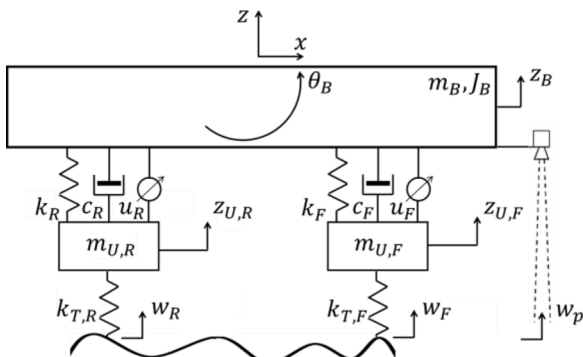 z
x
θ_B
m_B, J_B
z_B
k_R
c_R
u_R
k_F
c_F
u_F
z_{U,R}
z_{U,F}
m_{U,R}
m_{U,F}
k_{T,R}
w_R
k_{T,F}
w_F
w_p